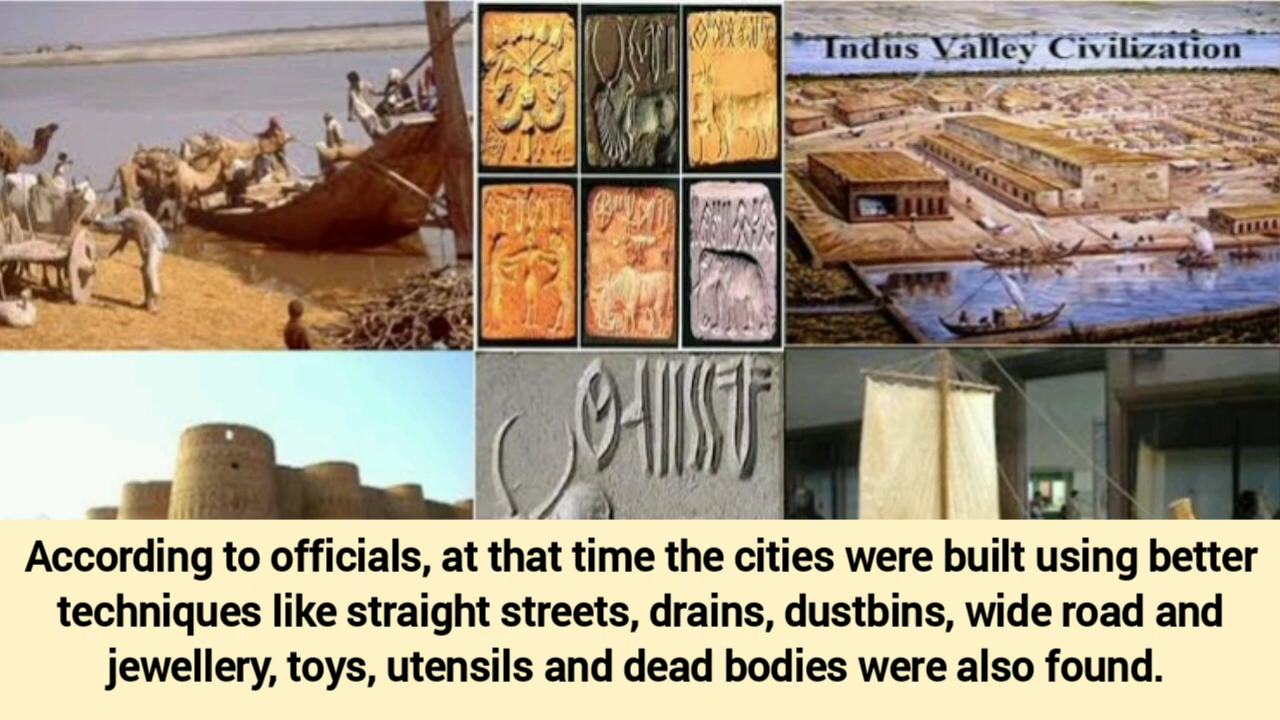 Indus Valley Civilization
According to officials, at that time the cities were built using better
techniques like straight streets, drains, dustbins, wide road and
jewellery, toys, utensils and dead bodies were also found.